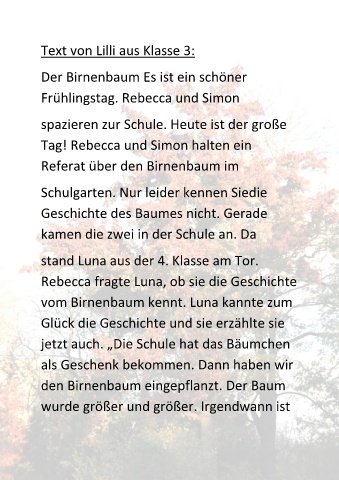 Text von Lilli aus Klasse 3:
Der Birnenbaum Es ist ein schöner
Frühlingstag. Rebecca und Simon
spazieren zur Schule. Heute ist der große
Tag! Rebecca und Simon halten ein
Referat über den Birnenbaum im
Schulgarten. Nur leider kennen Siedie
Geschichte des Baumes nicht. Gerade
kamen die zwei in der Schule an. Da
stand Luna aus der 4. Klasse am Tor.
Rebecca fragte Luna, ob sie die Geschichte
vom Birnenbaum kennt. Luna kannte zum
Glück die Geschichte und sie erzählte sie
jetzt auch. „Die Schule hat das Bäumchen
als Geschenk bekommen. Dann haben wir
den Birnenbaum eingepflanzt. Der Baum
wurde größer und größer. Irgendwann ist